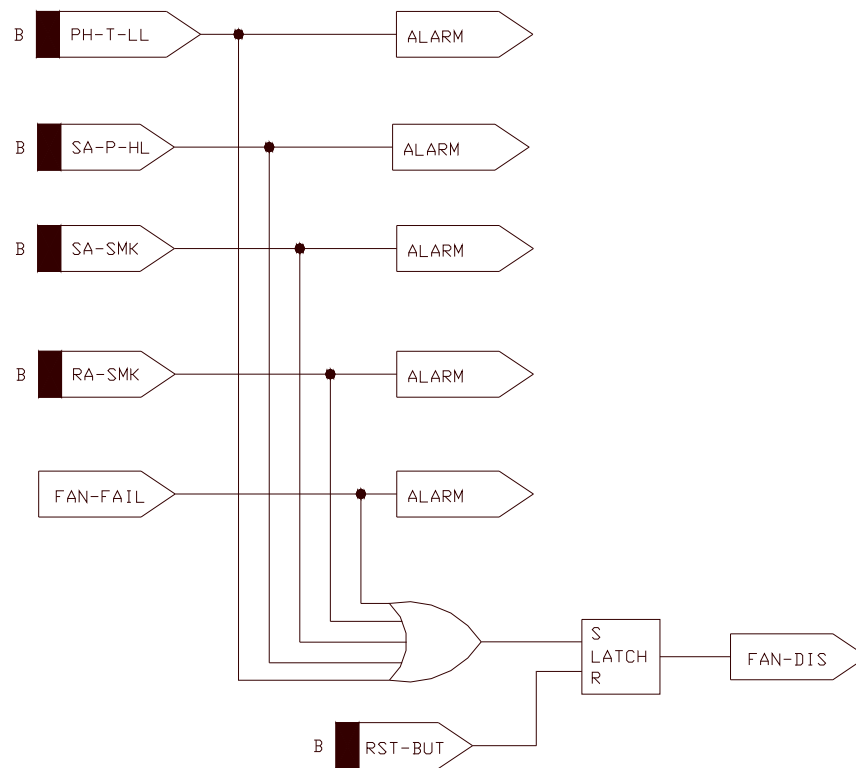 B PH-T-LL ALARM
B SA-P-HL ALARM
B SA-SMK ALARM
B RA-SMK ALARM
FAN-FAIL ALARM
S
LATCH
R
FAN-DIS
B RST-BUT